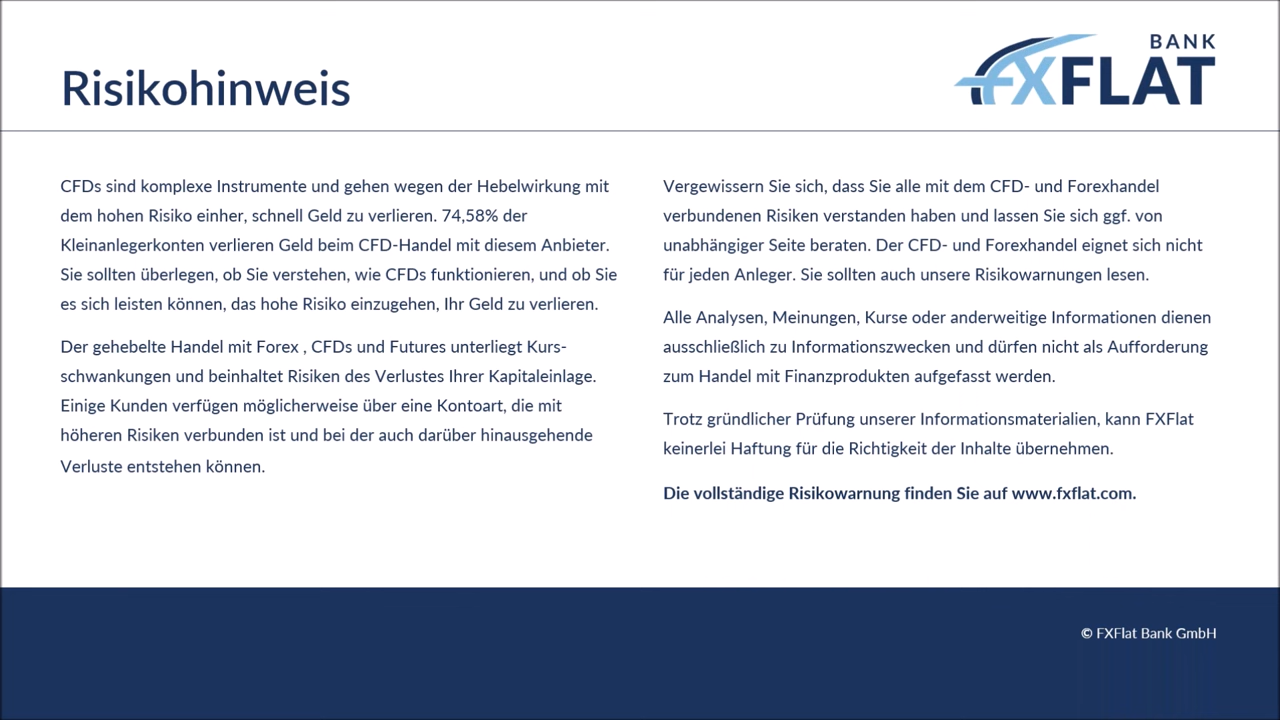 Risikohinweis
BANK
FXFLAT
CFDs sind komplexe Instrumente und gehen wegen der Hebelwirkung mit
dem hohen Risiko einher, schnell Geld zu verlieren. 74,58% der
Kleinanlegerkonten verlieren Geld beim CFD-Handel mit diesem Anbieter.
Sie sollten überlegen, ob Sie verstehen, wie CFDs funktionieren, und ob Sie
es sich leisten können, das hohe Risiko einzugehen, Ihr Geld zu verlieren.
Der gehebelte Handel mit Forex , CFDs und Futures unterliegt Kurs-
schwankungen und beinhaltet Risiken des Verlustes Ihrer Kapitaleinlage.
Einige Kunden verfügen möglicherweise über eine Kontoart, die mit
höheren Risiken verbunden ist und bei der auch darüber hinausgehende
Verluste entstehen können.
Vergewissern Sie sich, dass Sie alle mit dem CFD- und Forexhandel
verbundenen Risiken verstanden haben und lassen Sie sich ggf. von
unabhängiger Seite beraten. Der CFD- und Forexhandel eignet sich nicht
für jeden Anleger. Sie sollten auch unsere Risikowarnungen lesen.
Alle Analysen, Meinungen, Kurse oder anderweitige Informationen dienen
ausschließlich zu Informationszwecken und dürfen nicht als Aufforderung
zum Handel mit Finanzprodukten aufgefasst werden.
Trotz gründlicher Prüfung unserer Informationsmaterialien, kann FXFlat
keinerlei Haftung für die Richtigkeit der Inhalte übernehmen.
Die vollständige Risikowarnung finden Sie auf www.fxflat.com.
© FXFlat Bank GmbH